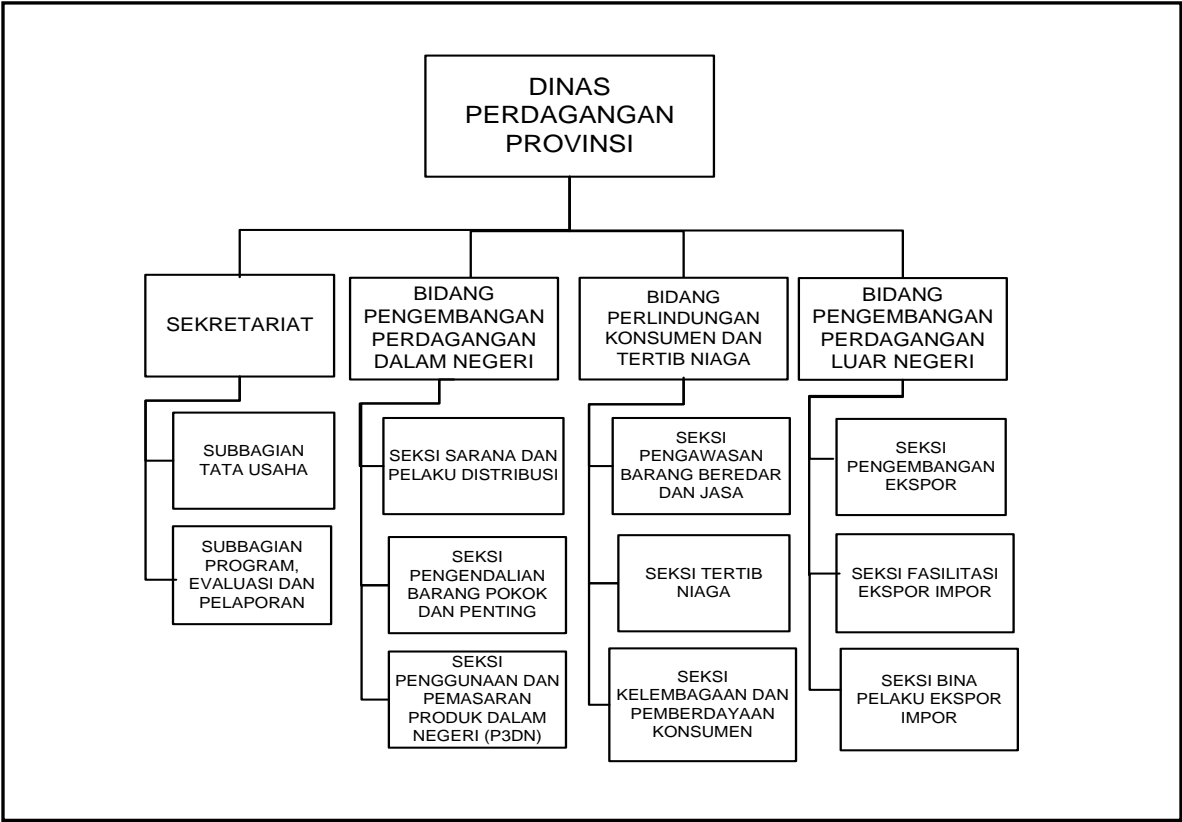 DINAS
PERDAGANGAN
PROVINSI
SEKRETARIAT
BIDANG
PENGEMBANGAN
PERDAGANGAN
DALAM NEGERI
BIDANG
PERLINDUNGAN
KONSUMEN DAN
TERTIB NIAGA
BIDANG
PENGEMBANGAN
PERDAGANGAN
LUAR NEGERI
SUBBAGIAN
TATA USAHA
SUBBAGIAN
PROGRAM,
EVALUASI DAN
PELAPORAN
SEKSI SARANA DAN
PELAKU DISTRIBUSI
SEKSI
PENGENDALIAN
BARANG POKOK
DAN PENTING
SEKSI
PENGGUNAAN DAN
PEMASARAN
PRODUK DALAM
NEGERI (P3DN)
SEKSI
PENGAWASAN
BARANG BEREDAR
DAN JASA
SEKSI TERTIB
NIAGA
SEKSI
KELEMBAGAAN DAN
PEMBERDAYAAN
KONSUMEN
SEKSI
PENGEMBANGAN
EKSPOR
SEKSI FASILITASI
EKSPOR IMPOR
SEKSI BINA
PELAKU EKSPOR
IMPOR